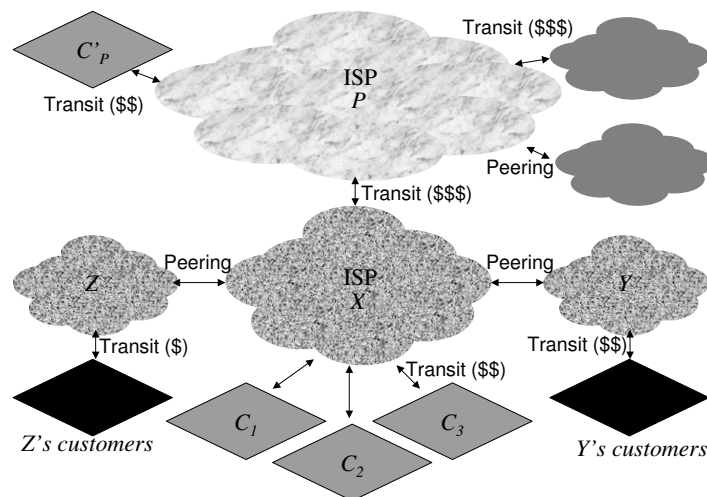 Transit ($$$)
C'P
ISP
P
Transit ($$)
Peering
Transit ($$$)
Peering
ISP
Peering
Z
X
Y
Transit ($)
Transit ($$)
Transit ($$)
C1
C3
C2
Z's customers
Y's customers